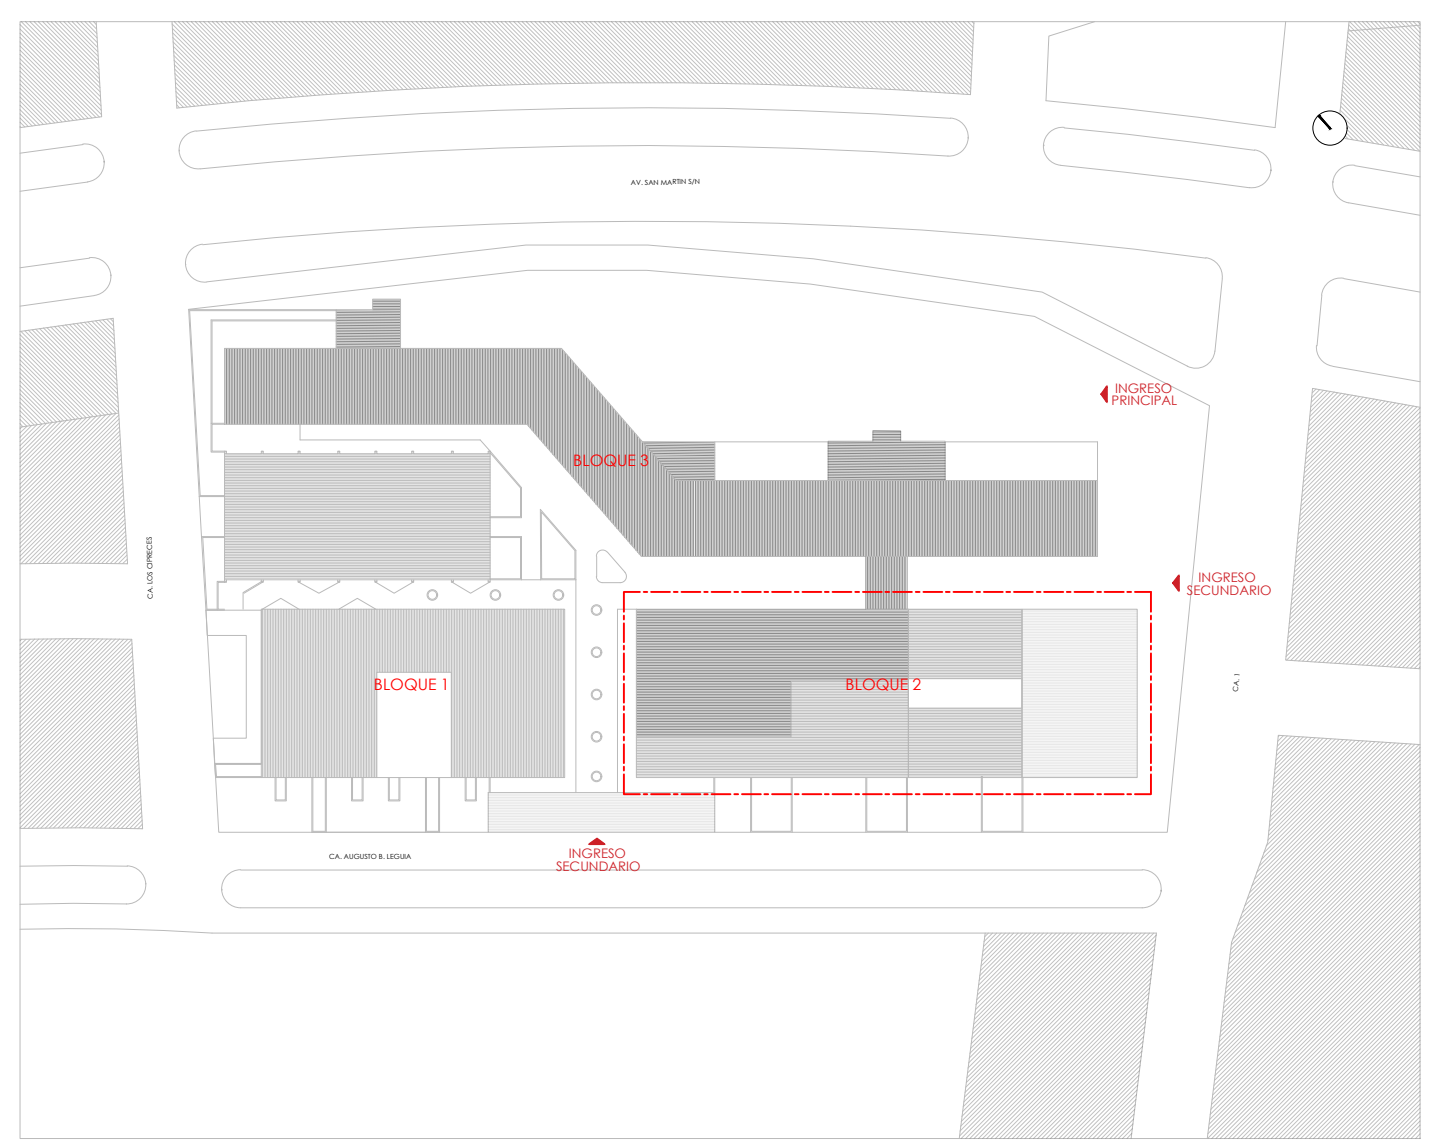 AV. SAN MARTIN S/N
INGRESO
PRINCIPAL
BLOQUE 3
CA. LOS CIPRECES
INGRESO
SECUNDARIO
BLOQUE 1
BLOQUE 2
CA. 1
CA. AUGUSTO B. LEGUIA
INGRESO
SECUNDARIO